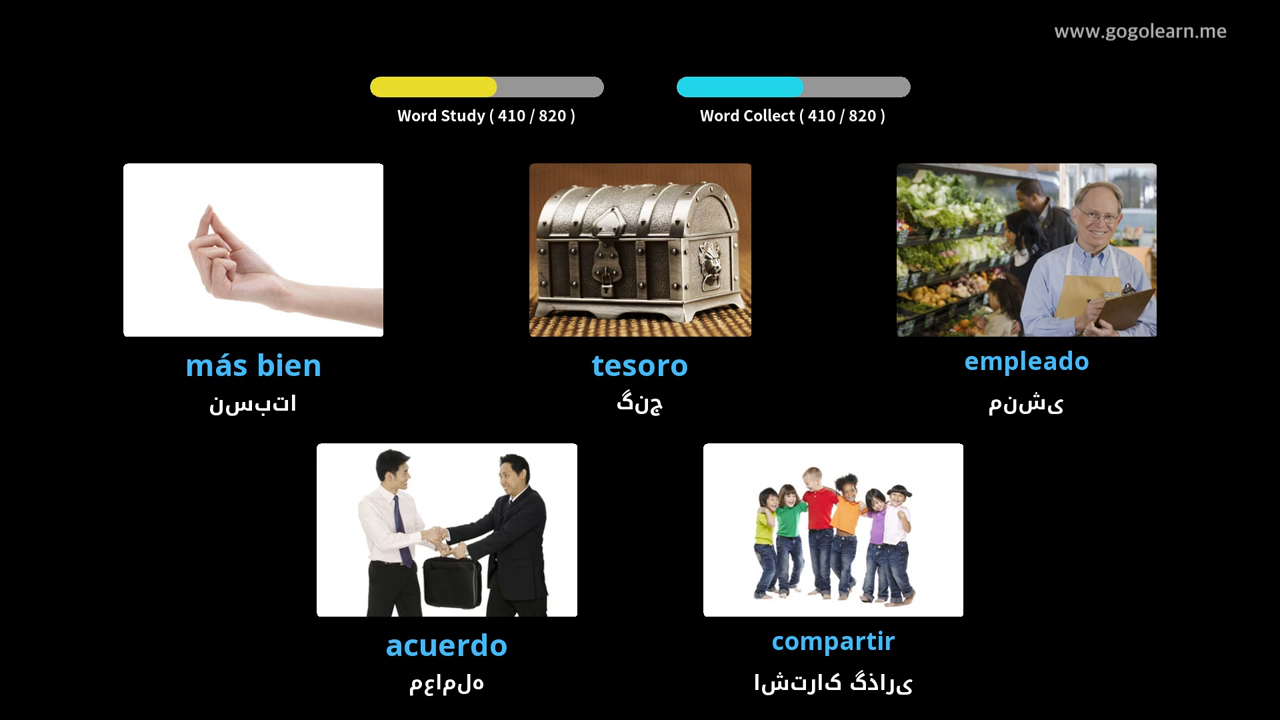 www.gogolearn.me
Word Study ( 410 / 820 )
Word Collect ( 410 / 820 )
más bien
نسبتا
tesoro
گنج
empleado
منشی
acuerdo
معامله
compartir
اشتراک گذاری